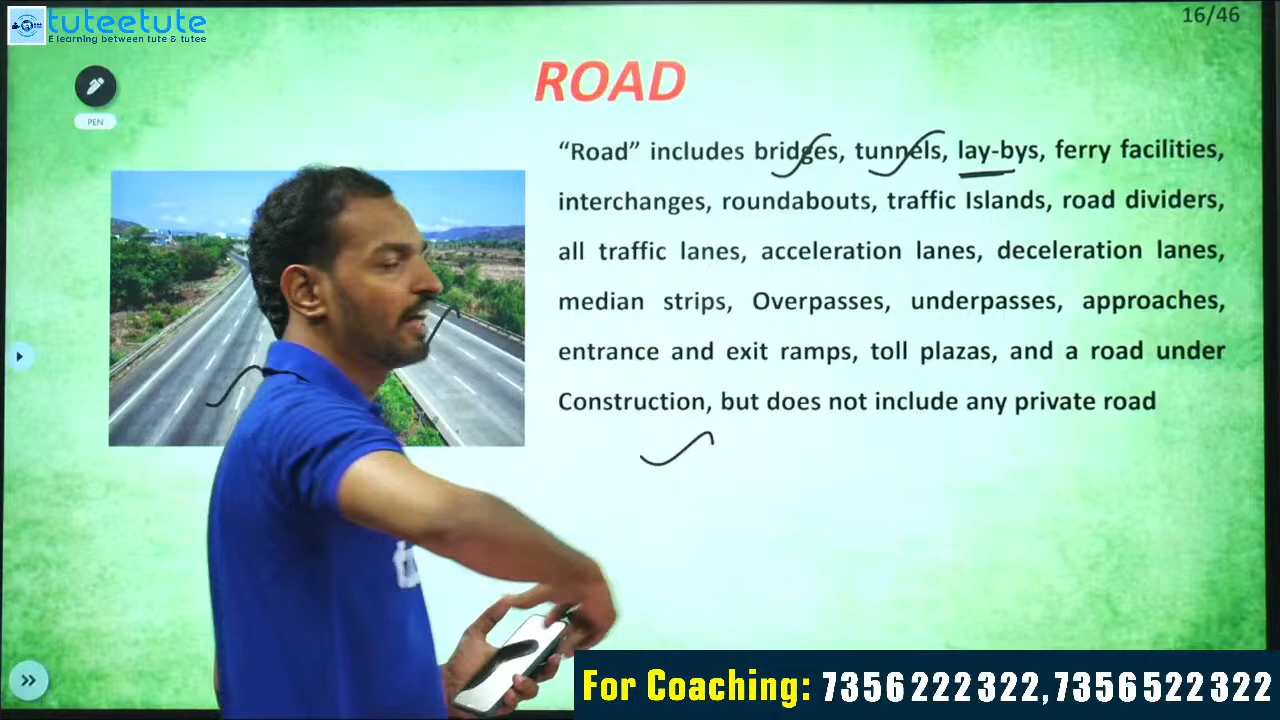 tuteetute
E learning between tute & tutee
16/46
ROAD
PEN
“Road” includes bridges, tunnels, lay-bys, ferry facilities,
interchanges, roundabouts, traffic Islands, road dividers,
all traffic lanes, acceleration lanes, deceleration lanes,
median strips, Overpasses, underpasses, approaches,
entrance and exit ramps, toll plazas, and a road under
Construction, but does not include any private road
For Coaching: 7356222322,7356522322